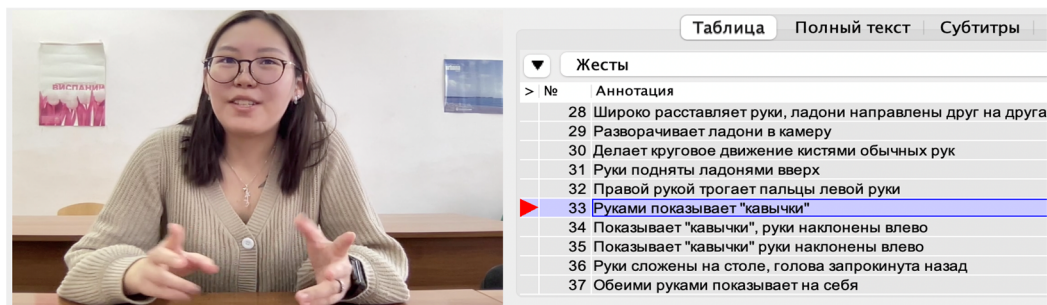 ИСПАНИЯ
Таблица
Полный текст
Субтитры
▼ Жесты
> № Аннотация
28 Широко расставляет руки, ладони направлены друг на друга
29 Разворачивает ладони в камеру
30 Делает круговое движение кистями обычных рук
31 Руки подняты ладонями вверх
32 Правой рукой трогает пальцы левой руки
33 Руками показывает "кавычки"
34 Показывает "кавычки", руки наклонены влево
35 Показывает "кавычки" руки наклонены влево
36 Руки сложены на столе, голова запрокинута назад
37 Обеими руками показывает на себя